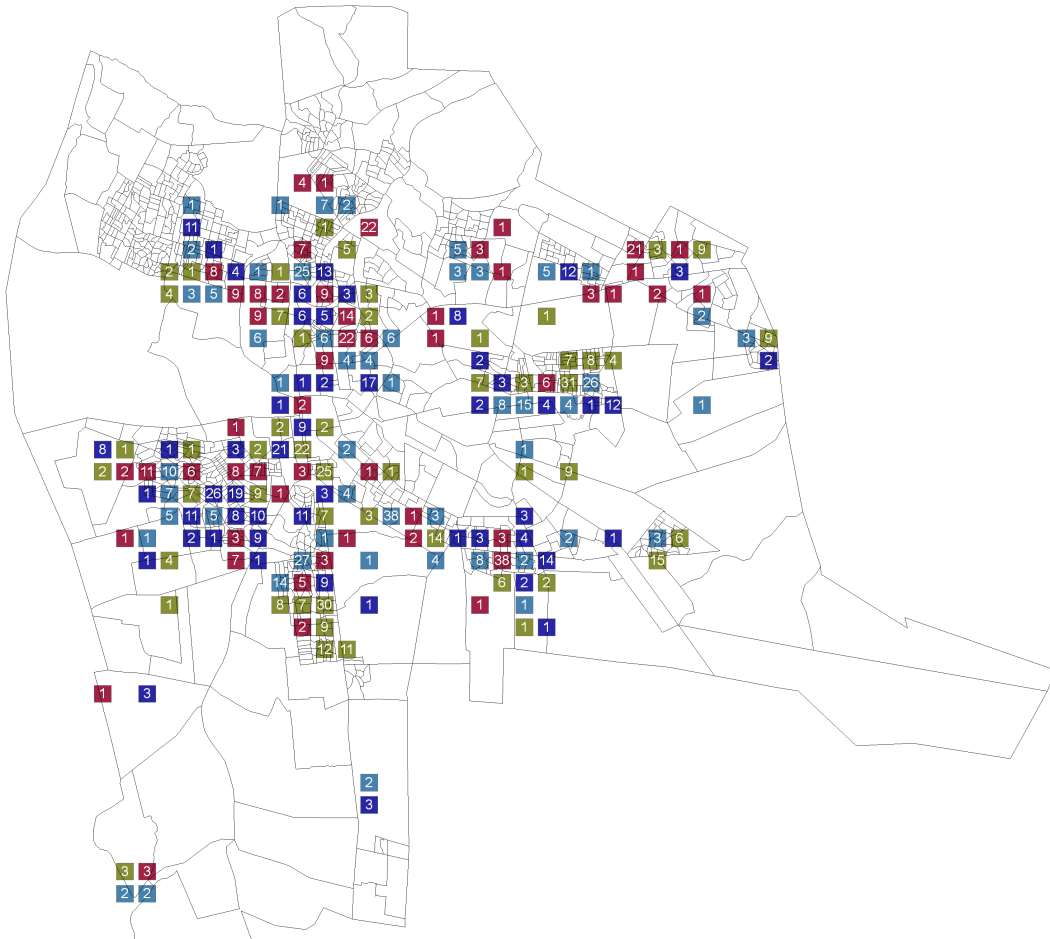 4 1
1 1 7 2
11 1 22 1
2 1 7 5 5 3 21 3 1 9
2 1 8 4 1 1 25 13 3 3 1 5 12 1 1 3
4 3 5 9 8 2 6 9 3 3 3 1 2 1
9 7 6 5 14 2 1 8 1 2
6 1 6 22 6 6 1 1 3 9
9 4 4 2 7 8 4 2
1 1 2 17 1 7 3 3 6 31 26
1 2 2 8 15 4 4 1 12 1
1 2 9 2
8 1 1 1 3 2 21 22 2 1
2 2 11 10 6 8 7 3 25 1 1 1 9
1 7 7 26 19 9 1 3 4
5 11 5 8 10 11 7 3 38 1 3 3
1 1 2 1 3 9 1 1 2 14 1 3 3 4 2 1 3 6
1 4 7 1 27 3 1 4 8 38 2 14 15
14 5 9 6 2 2
1 8 7 30 1 1 1
2 9 1 1
12 11
1 3
2
3
3 3
2 2